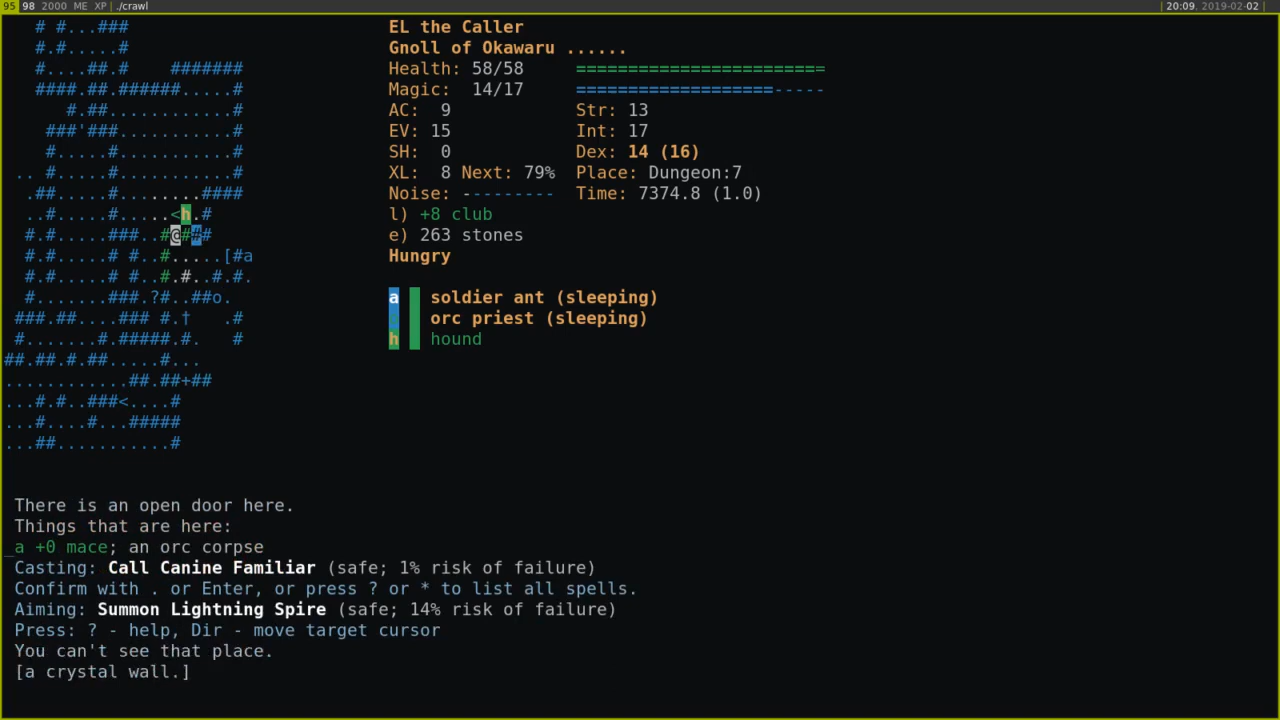 95 98 2000 ME XP ./crawl | 20:09. 2019-02-02 |
# #...### EL the Caller
#.#.....# Gnoll of Okawaru ......
#....##.# ####### Health: 58/58 ========================
####.##.######.....# Magic: 14/17 ===================-----
#.##............# AC: 9 Str: 13
###'###...........# EV: 15 Int: 17
#.....#...........# SH: 0 Dex: 14 (16)
.. #.....#...........# XL: 8 Next: 79% Place: Dungeon:7
.##.....#........#### Noise: --------- Time: 7374.8 (1.0)
..#.....#.....<h.# l) +8 club
#.#.....###..#@### e) 263 stones
#.#.....# #..#.....[#a Hungry
#.#.....# #..#.#..#.#.
#.......###.?#..##o. a soldier ant (sleeping)
###.##....### #.† .# orc priest (sleeping)
#.......#.#####.#. # h hound
##.##.#.##.....#...
............##.##+##
...#.#..###<....#
...#....#...#####
...##...........#
There is an open door here.
Things that are here:
_a +0 mace; an orc corpse
Casting: Call Canine Familiar (safe; 1% risk of failure)
Confirm with . or Enter, or press ? or * to list all spells.
Aiming: Summon Lightning Spire (safe; 14% risk of failure)
Press: ? - help, Dir - move target cursor
You can't see that place.
[a crystal wall.]